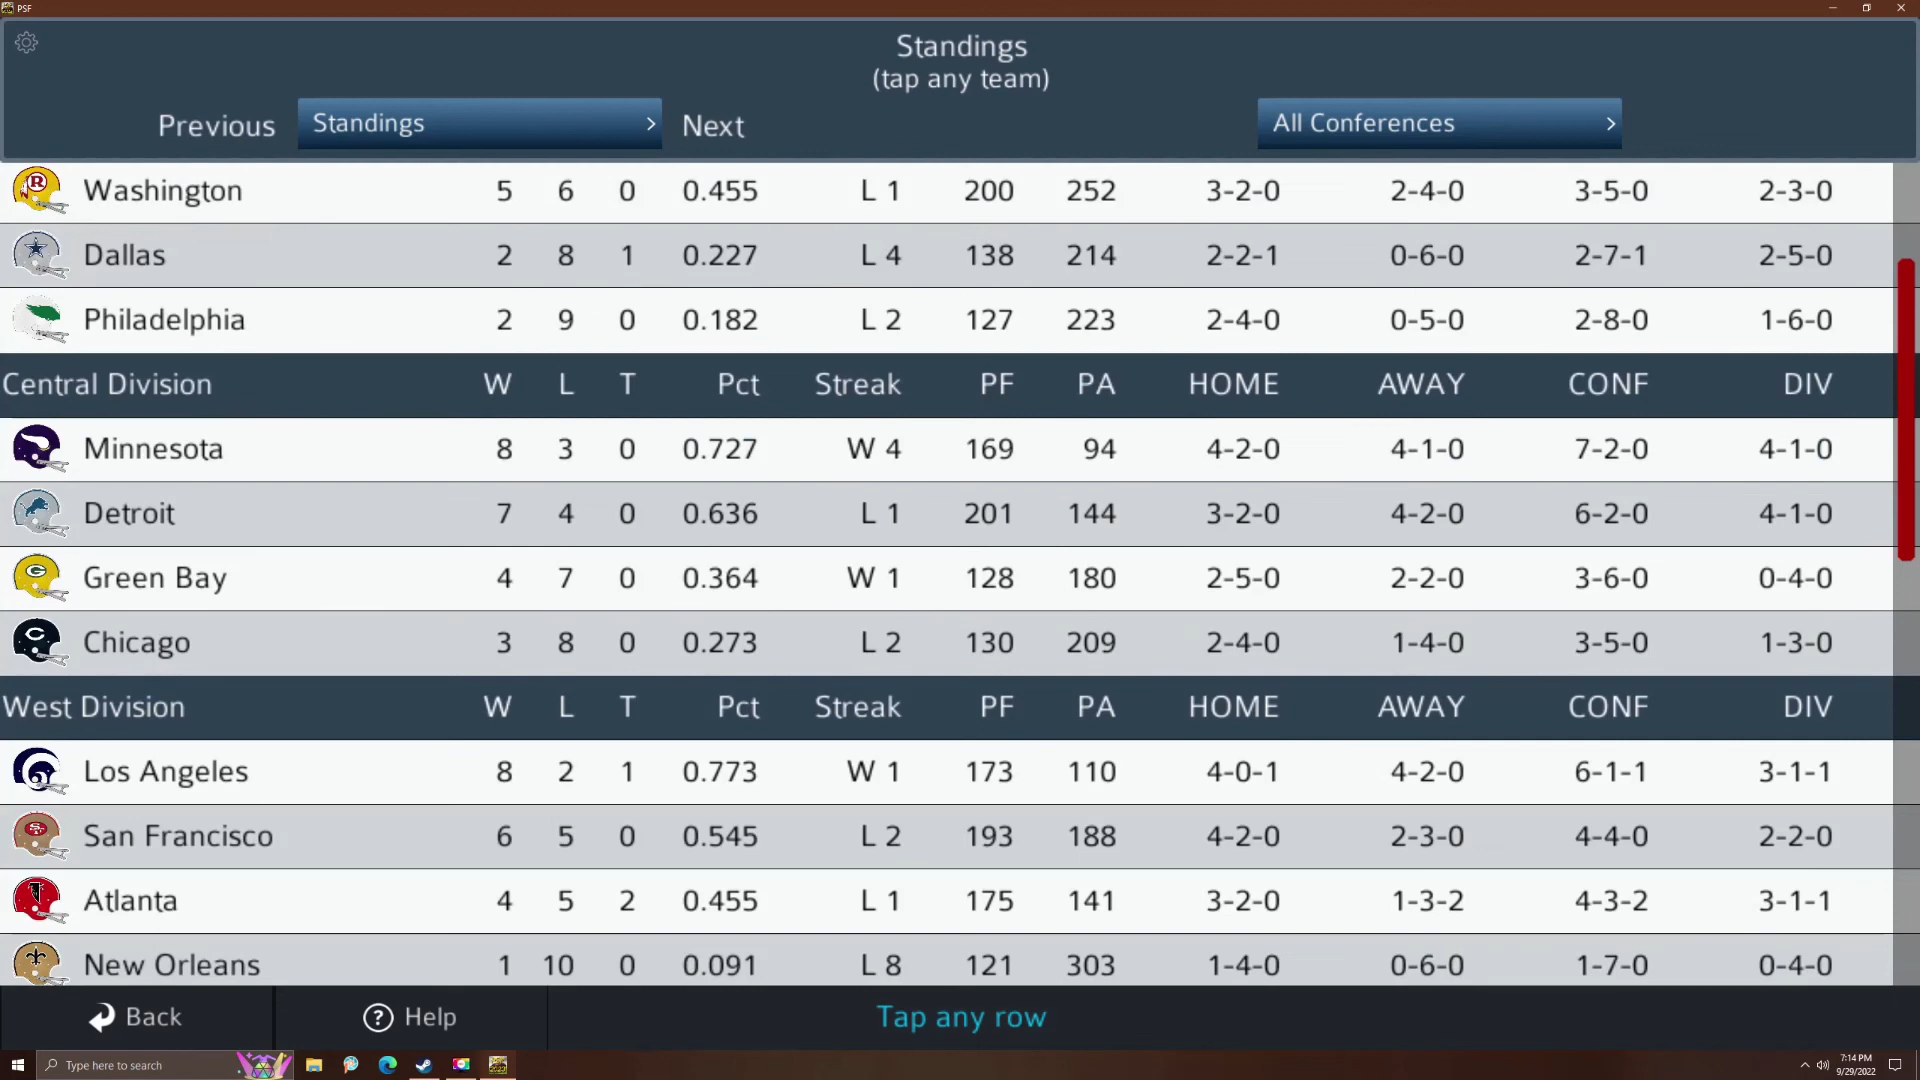 PSF
Standings
(tap any team)
Previous Standings > Next All Conferences >
Washington 5 6 0 0.455 L 1 200 252 3-2-0 2-4-0 3-5-0 2-3-0
Dallas 2 8 1 0.227 L 4 138 214 2-2-1 0-6-0 2-7-1 2-5-0
Philadelphia 2 9 0 0.182 L 2 127 223 2-4-0 0-5-0 2-8-0 1-6-0
Central Division W L T Pct Streak PF PA HOME AWAY CONF DIV
Minnesota 8 3 0 0.727 W 4 169 94 4-2-0 4-1-0 7-2-0 4-1-0
Detroit 7 4 0 0.636 L 1 201 144 3-2-0 4-2-0 6-2-0 4-1-0
Green Bay 4 7 0 0.364 W 1 128 180 2-5-0 2-2-0 3-6-0 0-4-0
Chicago 3 8 0 0.273 L 2 130 209 2-4-0 1-4-0 3-5-0 1-3-0
West Division W L T Pct Streak PF PA HOME AWAY CONF DIV
Los Angeles 8 2 1 0.773 W 1 173 110 4-0-1 4-2-0 6-1-1 3-1-1
San Francisco 6 5 0 0.545 L 2 193 188 4-2-0 2-3-0 4-4-0 2-2-0
Atlanta 4 5 2 0.455 L 1 175 141 3-2-0 1-3-2 4-3-2 3-1-1
New Orleans 1 10 0 0.091 L 8 121 303 1-4-0 0-6-0 1-7-0 0-4-0
Back ? Help Tap any row
Type here to search
7:14 PM
9/29/2022